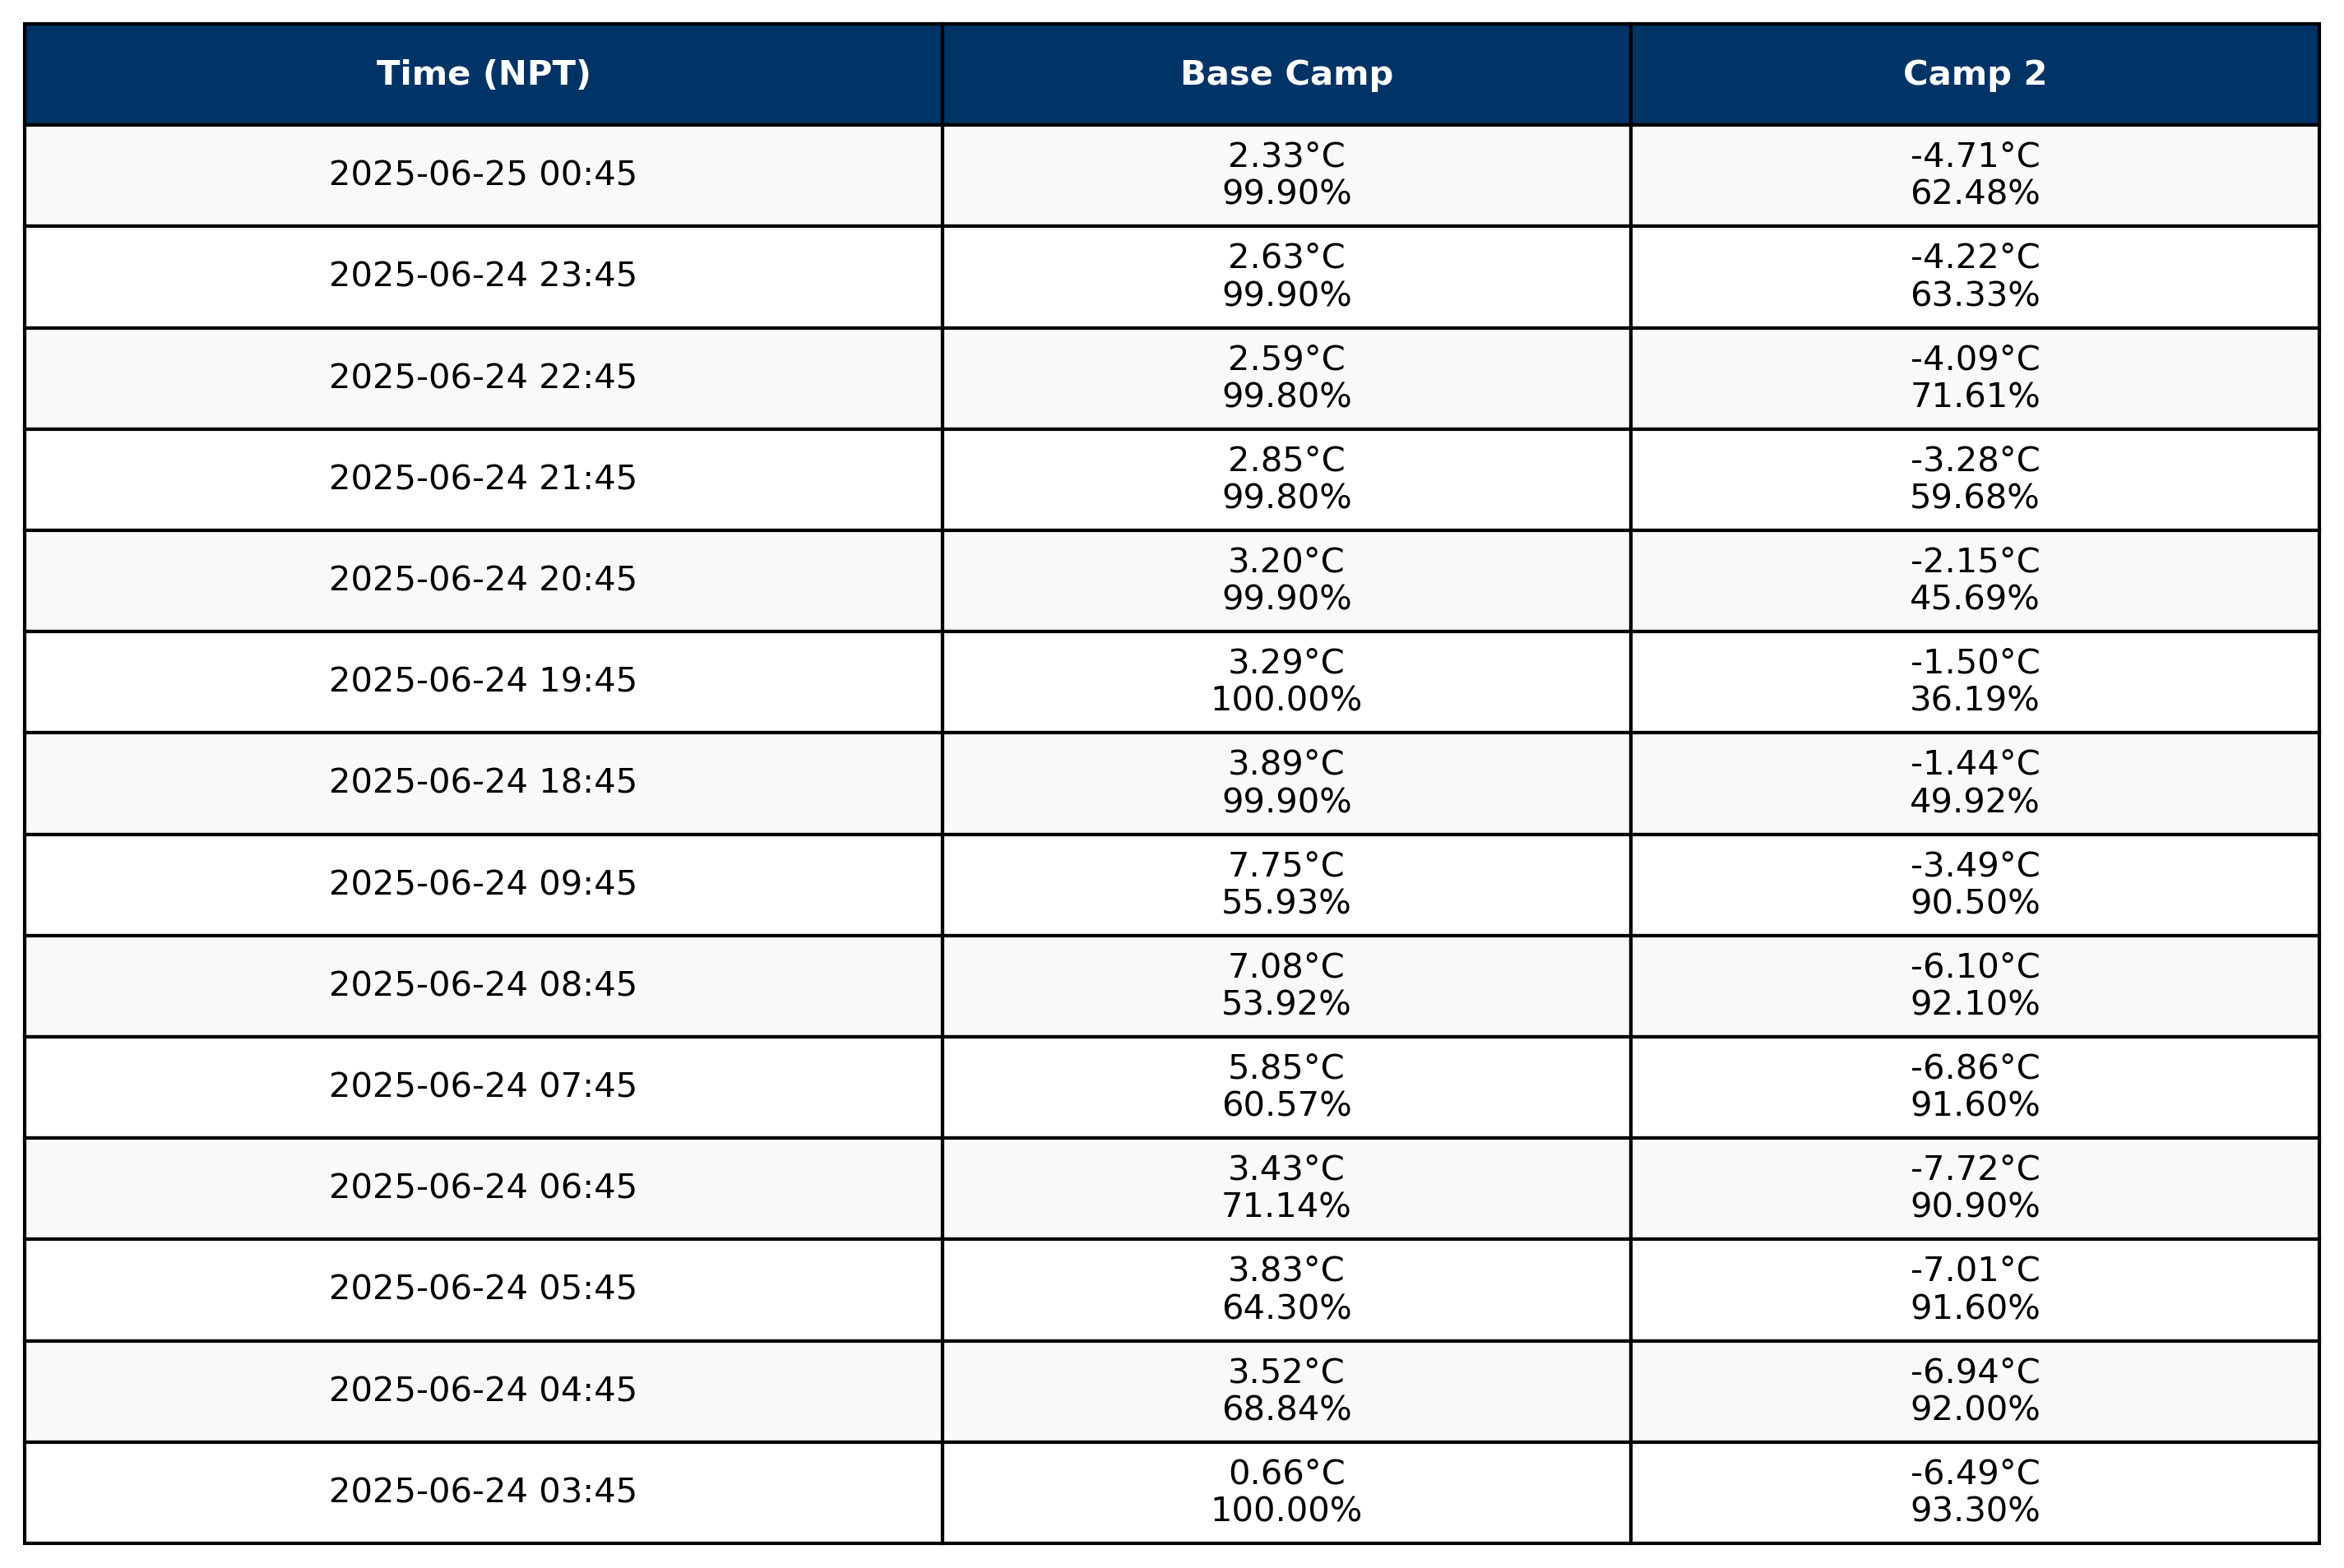 Time (NPT) Base Camp Camp 2
2025-06-25 00:45 2.33°C -4.71°C
99.90% 62.48%
2025-06-24 23:45 2.63°C -4.22°C
99.90% 63.33%
2025-06-24 22:45 2.59°C -4.09°C
99.80% 71.61%
2025-06-24 21:45 2.85°C -3.28°C
99.80% 59.68%
2025-06-24 20:45 3.20°C -2.15°C
99.90% 45.69%
2025-06-24 19:45 3.29°C -1.50°C
100.00% 36.19%
2025-06-24 18:45 3.89°C -1.44°C
99.90% 49.92%
2025-06-24 09:45 7.75°C -3.49°C
55.93% 90.50%
2025-06-24 08:45 7.08°C -6.10°C
53.92% 92.10%
2025-06-24 07:45 5.85°C -6.86°C
60.57% 91.60%
2025-06-24 06:45 3.43°C -7.72°C
71.14% 90.90%
2025-06-24 05:45 3.83°C -7.01°C
64.30% 91.60%
2025-06-24 04:45 3.52°C -6.94°C
68.84% 92.00%
2025-06-24 03:45 0.66°C -6.49°C
100.00% 93.30%